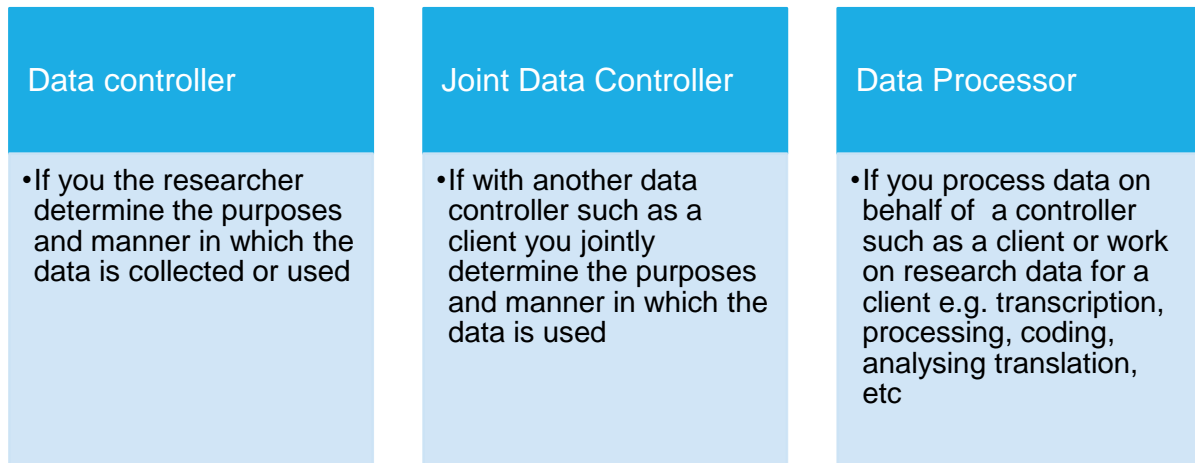 Data controller
•If you the researcher
determine the purposes
and manner in which the
data is collected or used
Joint Data Controller
•If with another data
controller such as a
client you jointly
determine the purposes
and manner in which the
data is used
Data Processor
•If you process data on
behalf of  a controller
such as a client or work
on research data for a
client e.g. transcription,
processing, coding,
analysing translation,
etc